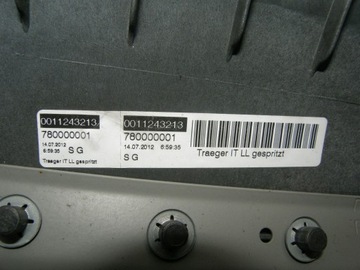 0011243213
780000001
14.07.2012
6:59:35 S G
Traeger IT LL gespritzt
0011243213
780000001
14.07.2012 6:59:35
S G
Traeger IT LL gespritzt